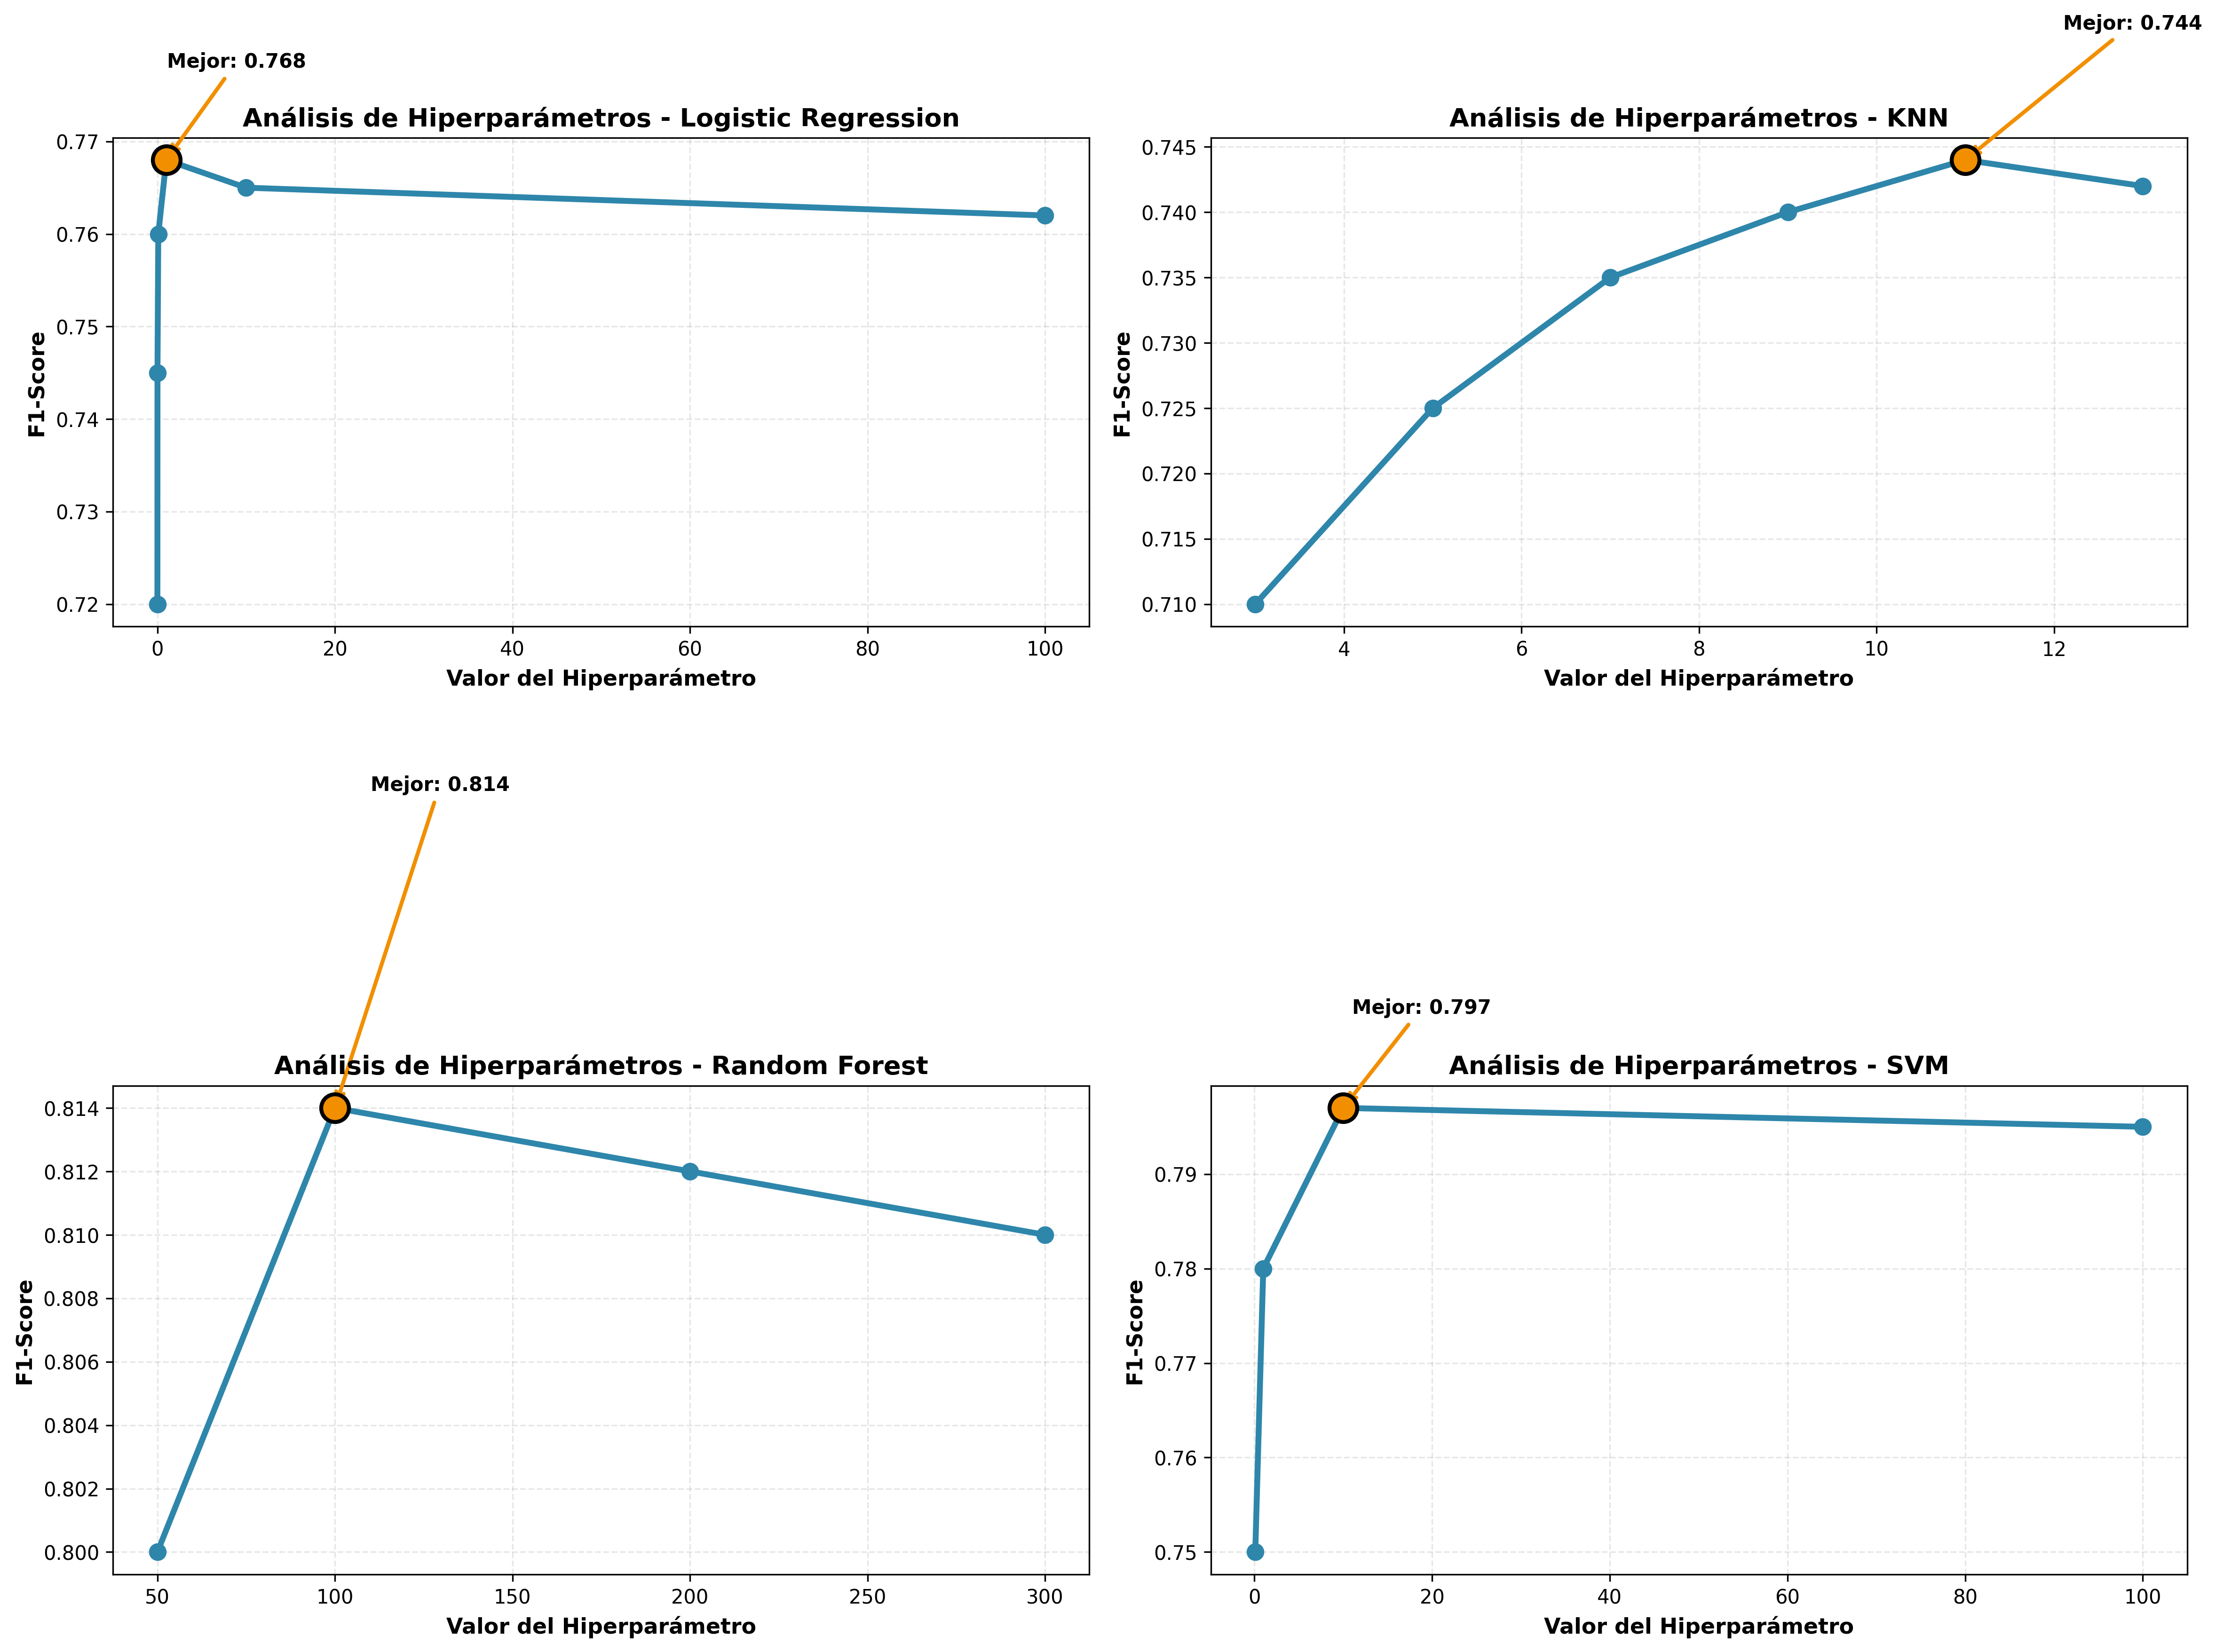 Mejor: 0.768
Análisis de Hiperparámetros - Logistic Regression
0.77
0.76
0.75
0.74
0.73
0.72
F1-Score
0 20 40 60 80 100
Valor del Hiperparámetro
Mejor: 0.744
Análisis de Hiperparámetros - KNN
0.745
0.740
0.735
0.730
0.725
0.720
0.715
0.710
F1-Score
4 6 8 10 12
Valor del Hiperparámetro
Mejor: 0.814
Análisis de Hiperparámetros - Random Forest
0.814
0.812
0.810
0.808
0.806
0.804
0.802
0.800
F1-Score
50 100 150 200 250 300
Valor del Hiperparámetro
Mejor: 0.797
Análisis de Hiperparámetros - SVM
0.79
0.78
0.77
0.76
0.75
F1-Score
0 20 40 60 80 100
Valor del Hiperparámetro